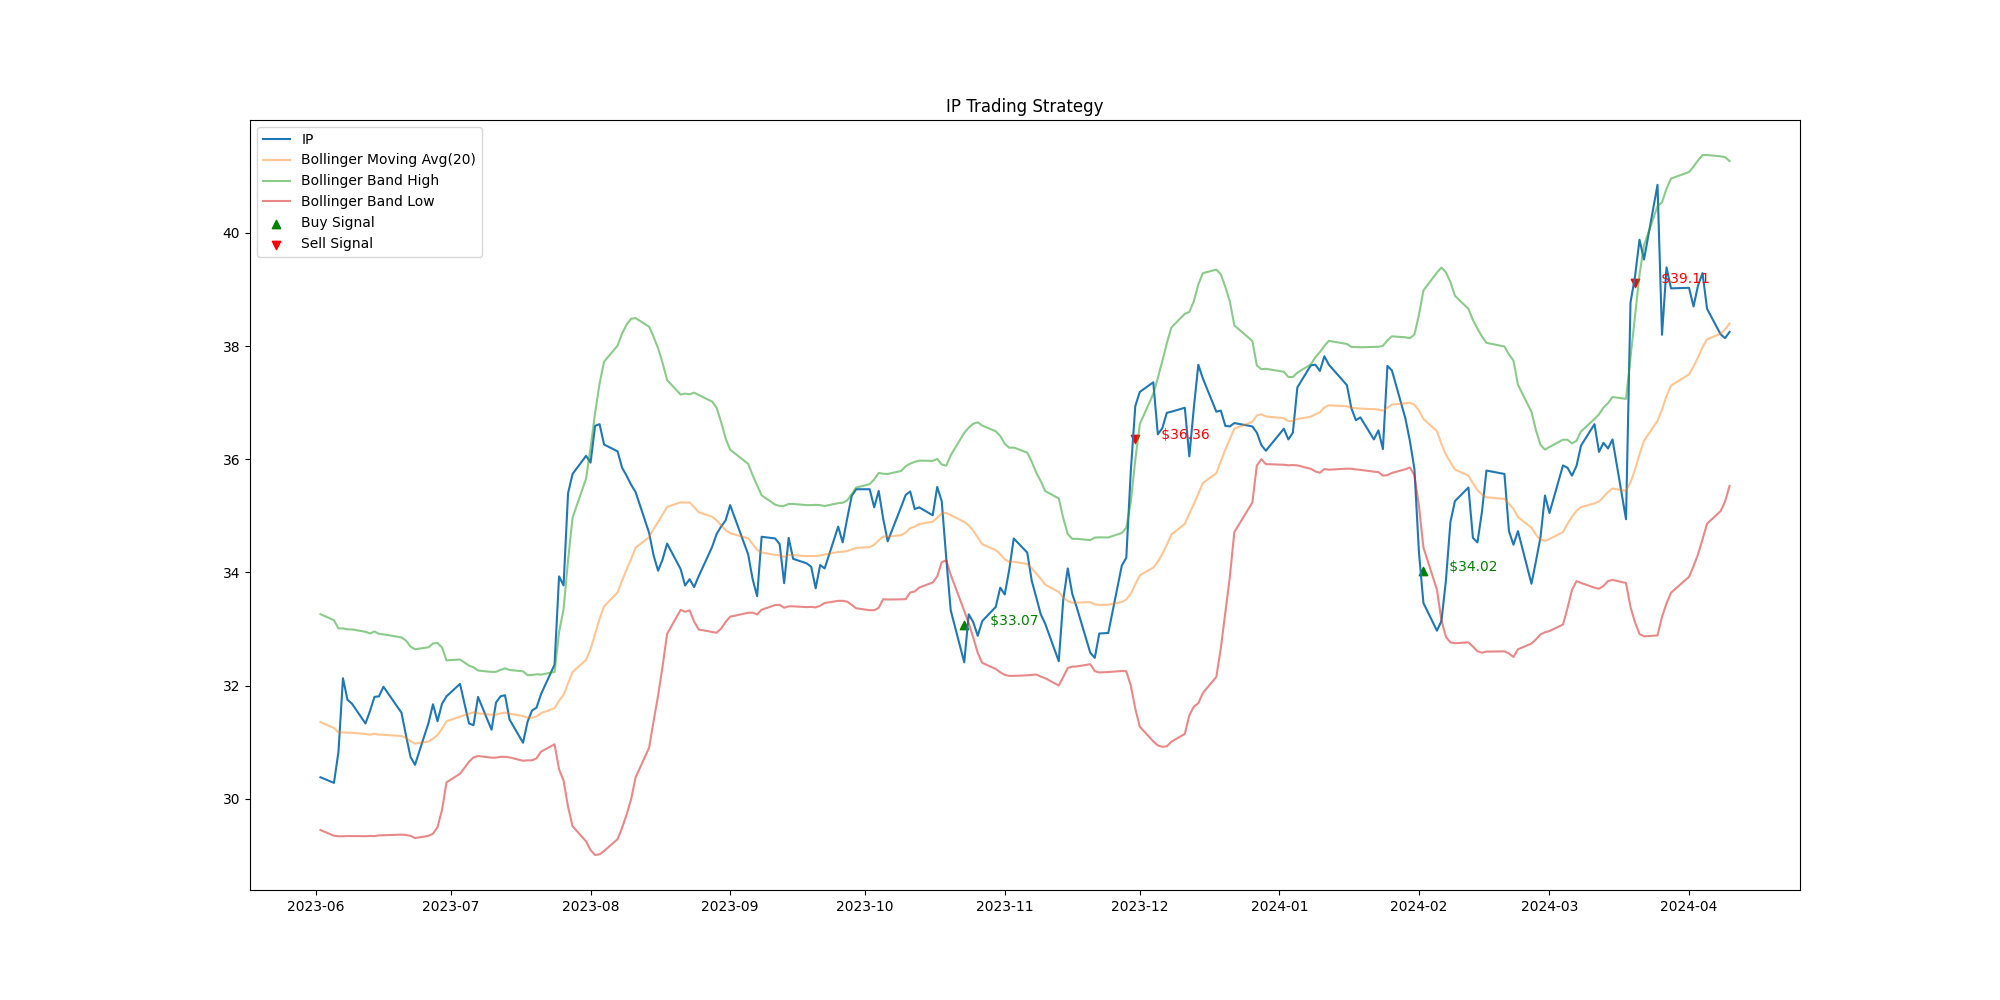 IP Trading Strategy
IP
Bollinger Moving Avg(20)
Bollinger Band High
Bollinger Band Low
Buy Signal
Sell Signal
40
38
36
34
32
30
$39.11
$36.36
$34.02
$33.07
2023-06 2023-07 2023-08 2023-09 2023-10 2023-11 2023-12 2024-01 2024-02 2024-03 2024-04